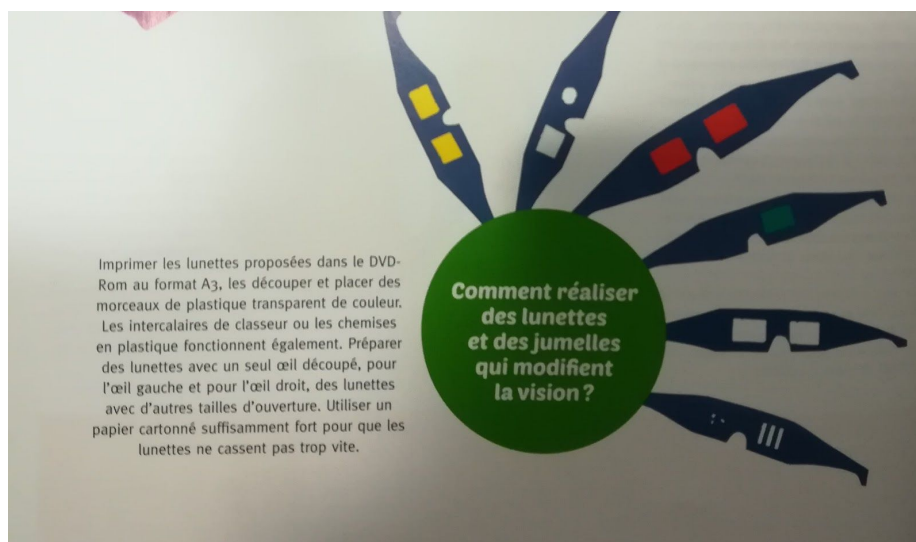 Imprimer les lunettes proposées dans le DVD-
Rom au format A3, les découper et placer des
morceaux de plastique transparent de couleur.
Les intercalaires de classeur ou les chemises
en plastique fonctionnent également. Préparer
des lunettes avec un seul œil découpé, pour
l'œil gauche et pour l'œil droit, des lunettes
avec d'autres tailles d'ouverture. Utiliser un
papier cartonné suffisamment fort pour que les
lunettes ne cassent pas trop vite.
Comment réaliser
des lunettes
et des jumelles
qui modifient
la vision ?